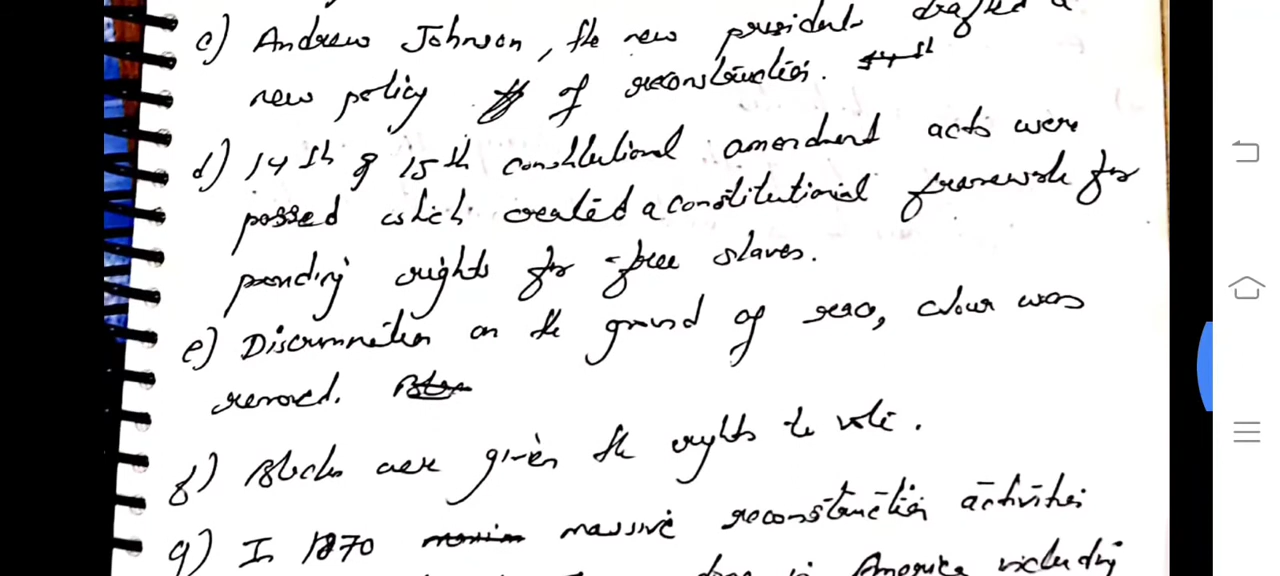 c) Andrew Johnson, the new president drafted a
new policy of reconstruction. 14th
d) 14th & 15th constitutional amendment acts were
passed which created a constitutional framework for
providing rights for free slaves.
e) Discrimination on the ground of race, colour was
removed.
f) Blacks were given the rights to vote.
g) In 1870 massive reconstruction activities
in America including